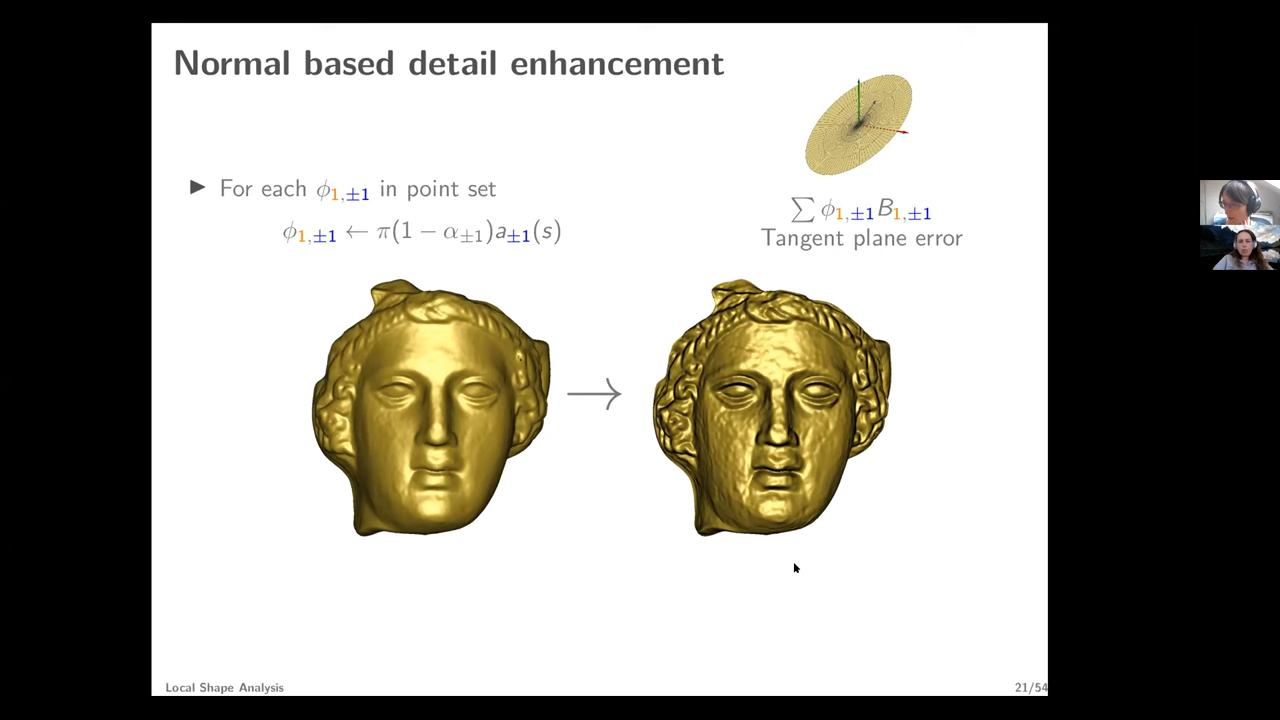 Normal based detail enhancement
▶ For each ϕ1,±1 in point set
ϕ1,±1 ← π(1 − α±1)a±1(s)
∑ ϕ1,±1B1,±1
Tangent plane error
Local Shape Analysis
21/54